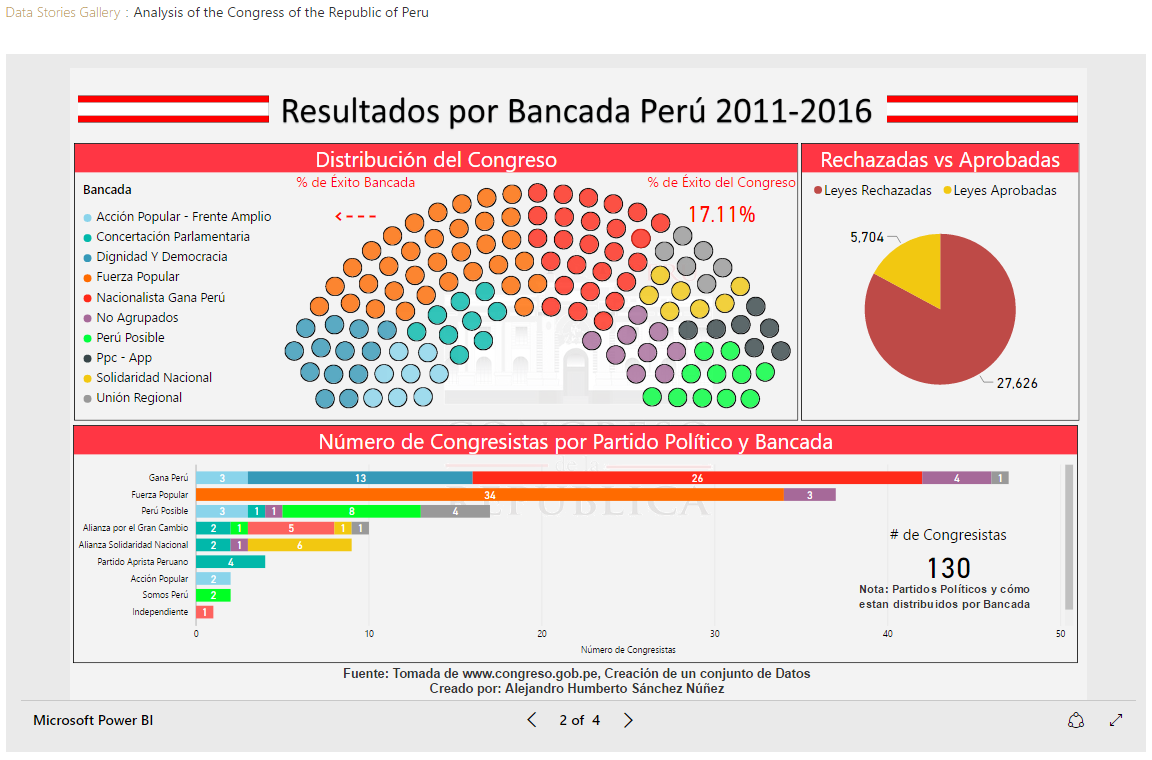 Data Stories Gallery : Analysis of the Congress of the Republic of Peru
Resultados por Bancada Perú 2011-2016
Distribución del Congreso
% de Éxito Bancada
<---
% de Éxito del Congreso
17.11%
Bancada
Acción Popular - Frente Amplio
Concertación Parlamentaria
Dignidad Y Democracia
Fuerza Popular
Nacionalista Gana Perú
No Agrupados
Perú Posible
Ppc - App
Solidaridad Nacional
Unión Regional
Rechazadas vs Aprobadas
Leyes Rechazadas Leyes Aprobadas
5,704
27,626
CONGRESO
REPÚBLICA
Número de Congresistas por Partido Político y Bancada
Gana Perú 3 13 26 4 1
Fuerza Popular 34 3
Perú Posible 3 1 1 8 4
Alianza por el Gran Cambio 2 1 5 1 1
Alianza Solidaridad Nacional 2 1 6
Partido Aprista Peruano 4
Acción Popular 2
Somos Perú 2
Independiente 1
0 10 20 30 40 50
Número de Congresistas
# de Congresistas
130
Nota: Partidos Políticos y cómo
estan distribuidos por Bancada
Fuente: Tomada de www.congreso.gob.pe, Creación de un conjunto de Datos
Creado por: Alejandro Humberto Sánchez Núñez
Microsoft Power BI
2 of 4